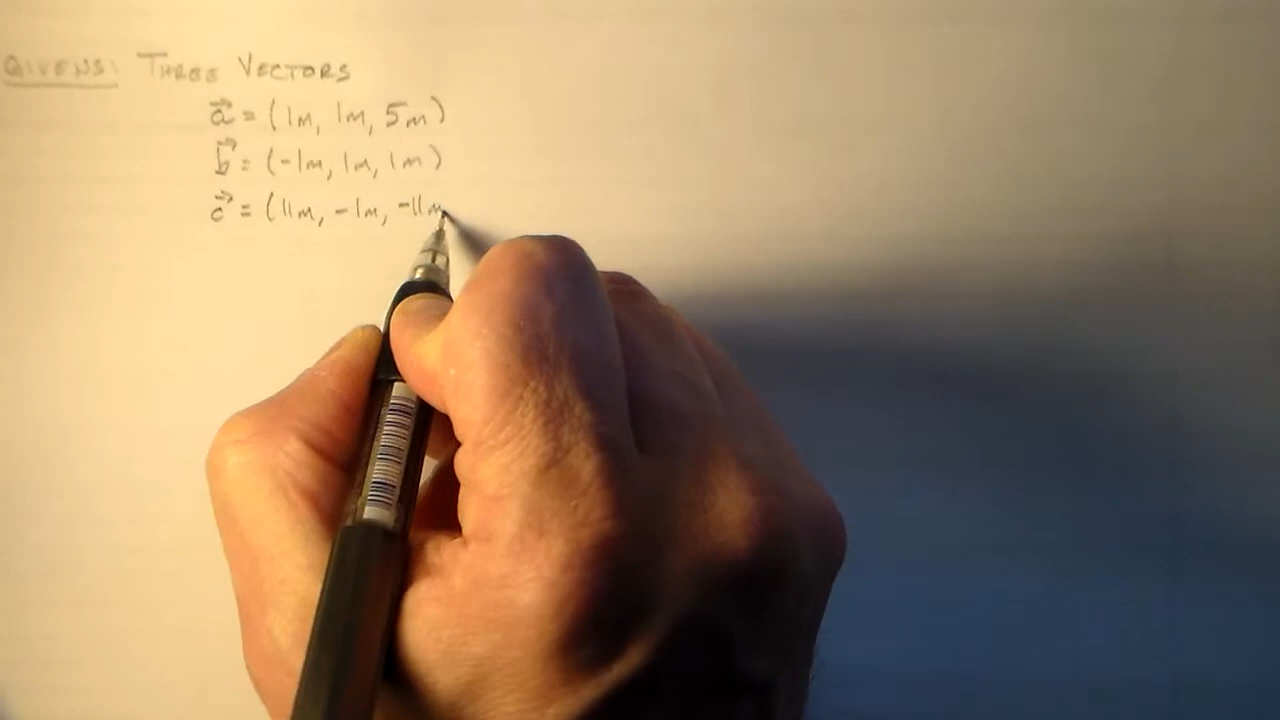 GIVENS: THREE VECTORS
a⃗ = (1m, 1m, 5m)
b⃗ = (-1m, 1m, 1m)
c⃗ = (11m, -1m, -11m